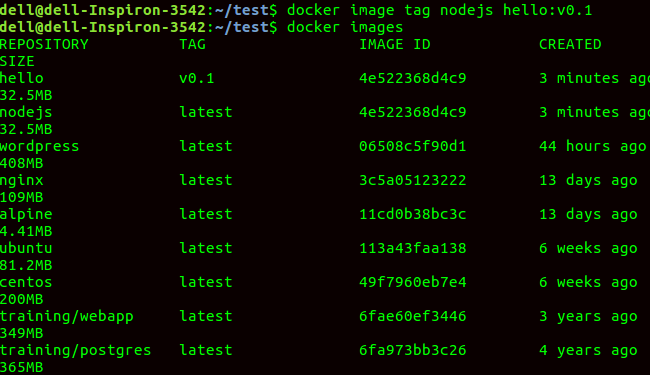 dell@dell-Inspiron-3542:~/test$ docker image tag nodejs hello:v0.1
dell@dell-Inspiron-3542:~/test$ docker images
REPOSITORY TAG IMAGE ID CREATED
SIZE
hello v0.1 4e522368d4c9 3 minutes ago
32.5MB
nodejs latest 4e522368d4c9 3 minutes ago
32.5MB
wordpress latest 06508c5f90d1 44 hours ago
408MB
nginx latest 3c5a05123222 13 days ago
109MB
alpine latest 11cd0b38bc3c 13 days ago
4.41MB
ubuntu latest 113a43faa138 6 weeks ago
81.2MB
centos latest 49f7960eb7e4 6 weeks ago
200MB
training/webapp latest 6fae60ef3446 3 years ago
349MB
training/postgres latest 6fa973bb3c26 4 years ago
365MB